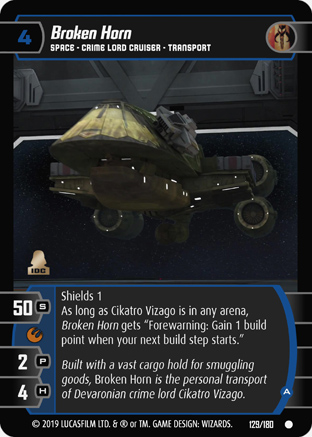 4
Broken Horn
SPACE - CRIME LORD CRUISER - TRANSPORT
IDC
50 S
2 P
4 H
Shields 1
As long as Cikatro Vizago is in any arena,
Broken Horn gets “Forewarning: Gain 1 build
point when your next build step starts.”
Built with a vast cargo hold for smuggling
goods, Broken Horn is the personal transport
of Devaronian crime lord Cikatro Vizago.
A
© 2019 LUCASFILM LTD. & ® or TM. GAME DESIGN: WIZARDS.
129/180